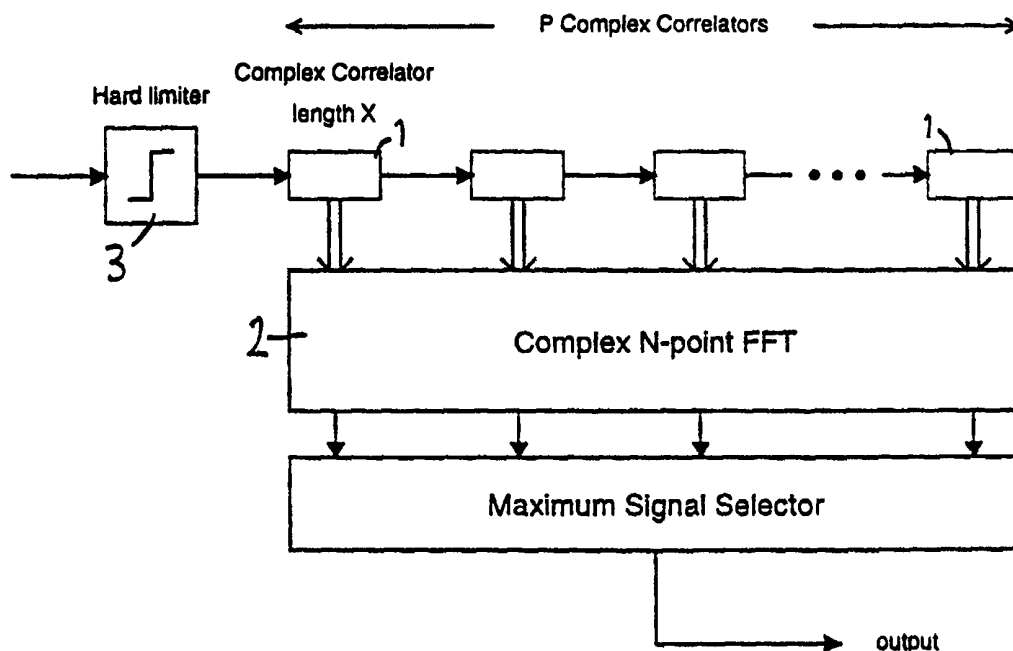 P Complex Correlators
Complex Correlator
length X
Hard limiter
1
1
3
2
Complex N-point FFT
Maximum Signal Selector
output